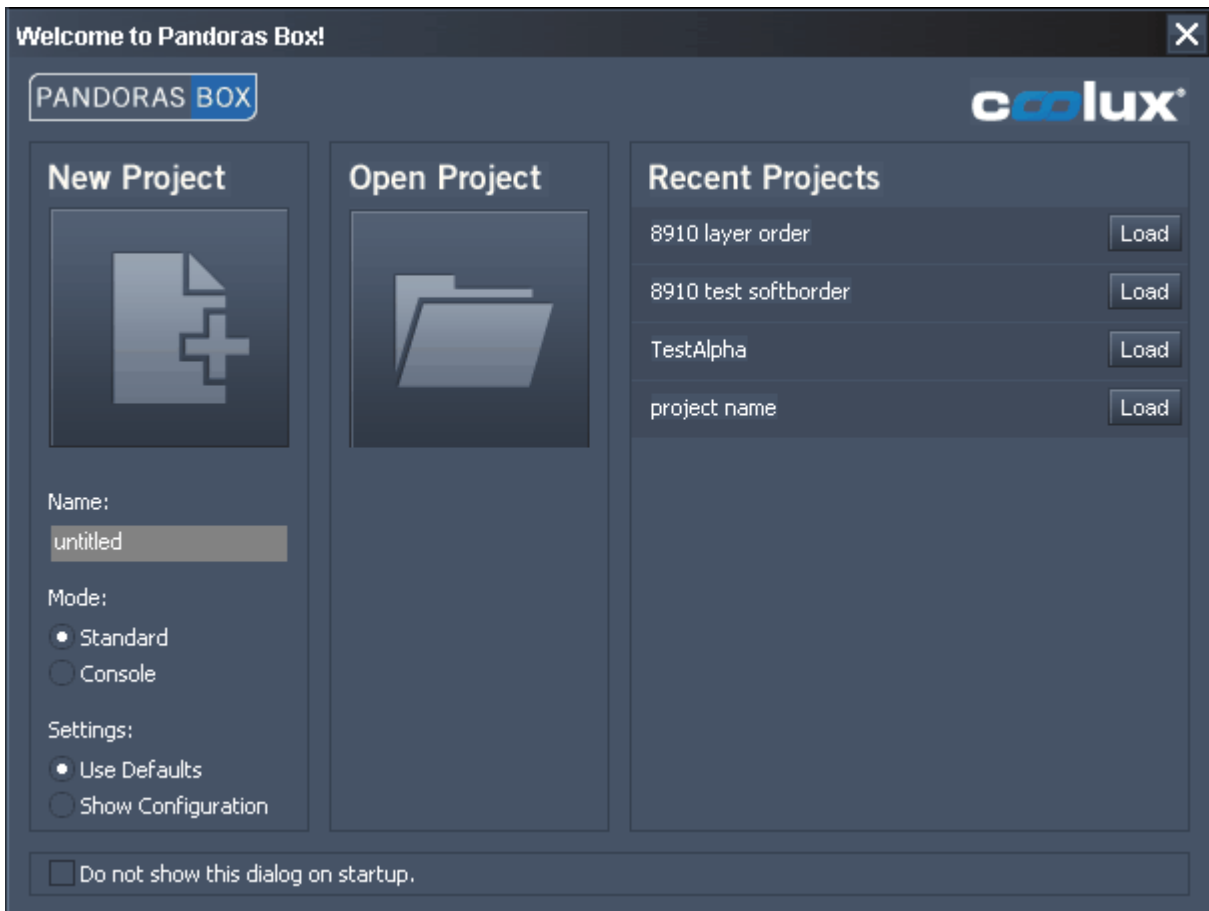 Welcome to Pandoras Box!
PANDORAS BOX
coolux®
New Project
Open Project
Recent Projects
8910 layer order
Load
8910 test softborder
Load
TestAlpha
Load
project name
Load
Name:
untitled
Mode:
Standard
Console
Settings:
Use Defaults
Show Configuration
Do not show this dialog on startup.